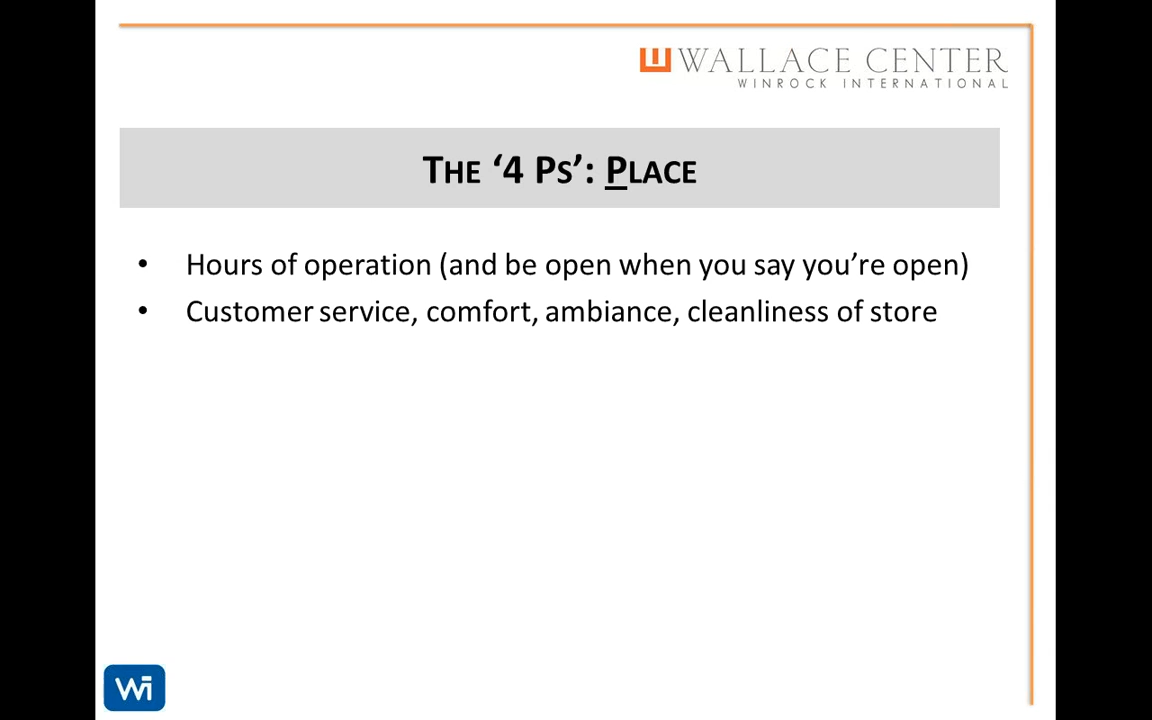 WALLACE CENTER
WINROCK INTERNATIONAL
THE ‘4 PS’: PLACE
• Hours of operation (and be open when you say you’re open)
• Customer service, comfort, ambiance, cleanliness of store
Wi